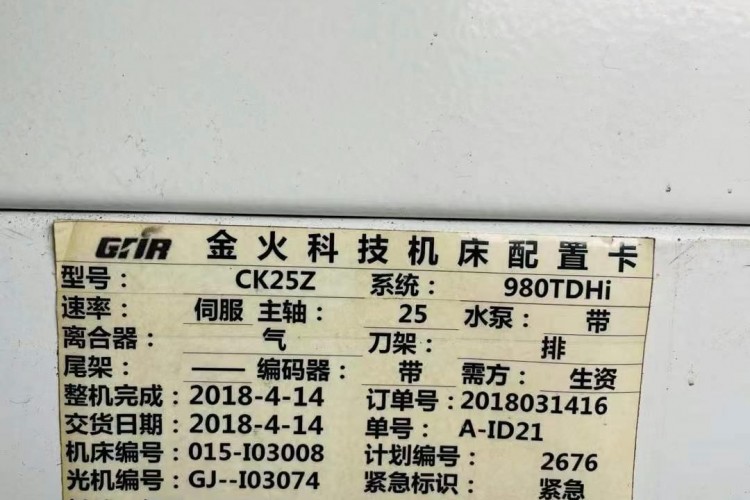 GTIR 金火科技机床配置卡
型号： CK25Z 系统： 980TDHi
速率： 伺服 主轴： 25 水泵： 带
离合器： 气 刀架： 排
尾架： —— 编码器： 带 需方： 生资
整机完成：2018-4-14 订单号：2018031416
交货日期：2018-4-14 单号： A-ID21
机床编号：015-I03008 计划编号： 2676
光机编号：GJ--I03074 紧急标识： 紧急